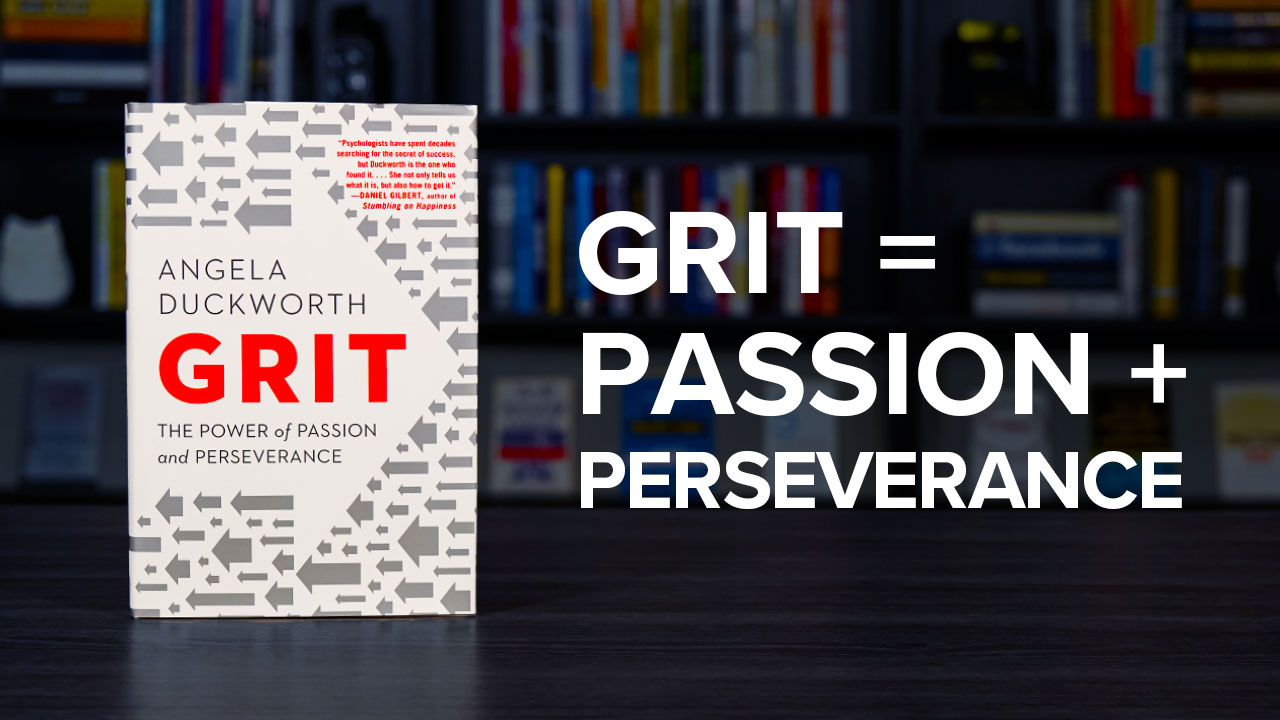 "Psychologists have spent decades
searching for the secret of success,
but Duckworth is the one who
found it. . . . She not only tells us
what it is, but also how to get it."
—DANIEL GILBERT, author of
Stumbling on Happiness
ANGELA
DUCKWORTH
GRIT
THE POWER of PASSION
and PERSEVERANCE
GRIT =
PASSION +
PERSEVERANCE